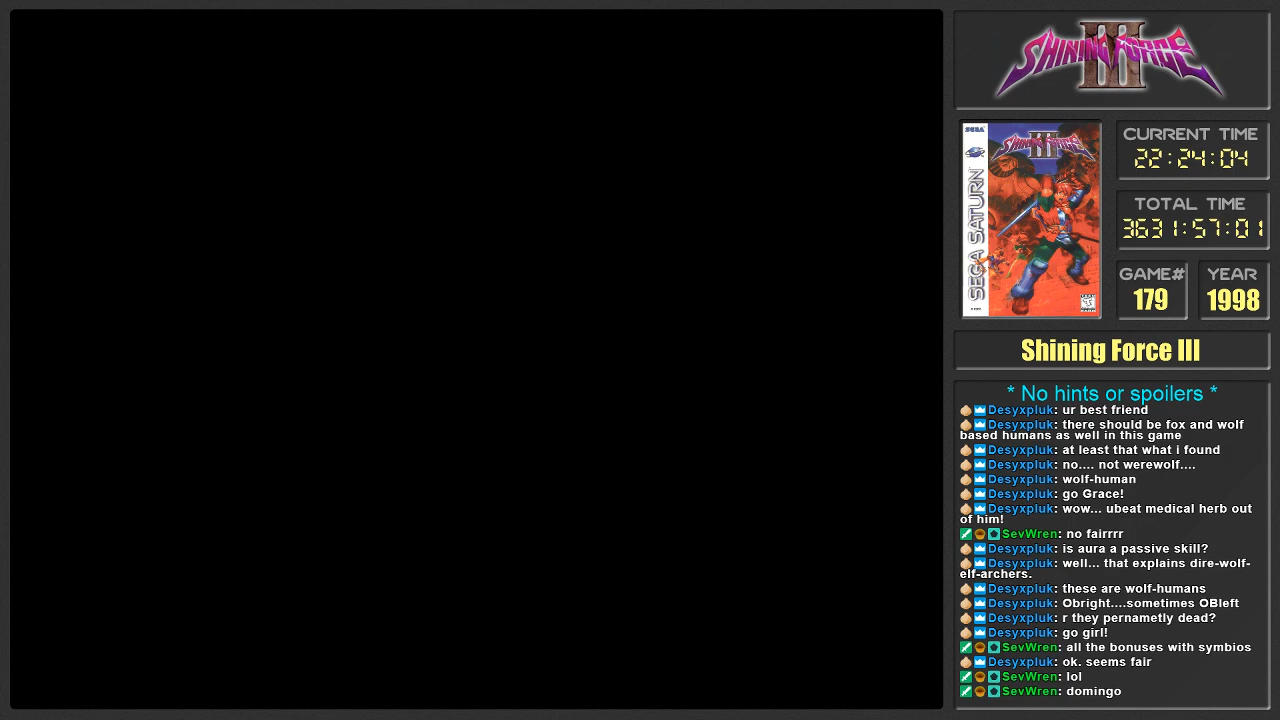 SHINING FORCE
III
SEGA
SHINING FORCE
III
SEGA SATURN
CURRENT TIME
22:24:04
TOTAL TIME
3631:57:01
GAME#
179
YEAR
1998
Shining Force III
* No hints or spoilers *
Desyxpluk: ur best friend
Desyxpluk: there should be fox and wolf
based humans as well in this game
Desyxpluk: at least that what i found
Desyxpluk: no.... not werewolf....
Desyxpluk: wolf-human
Desyxpluk: go Grace!
Desyxpluk: wow... ubeat medical herb out
of him!
SevWren: no fairrrr
Desyxpluk: is aura a passive skill?
Desyxpluk: well... that explains dire-wolf-
elf-archers.
Desyxpluk: these are wolf-humans
Desyxpluk: Obright....sometimes OBleft
Desyxpluk: r they pernametly dead?
Desyxpluk: go girl!
SevWren: all the bonuses with symbios
Desyxpluk: ok. seems fair
SevWren: lol
SevWren: domingo